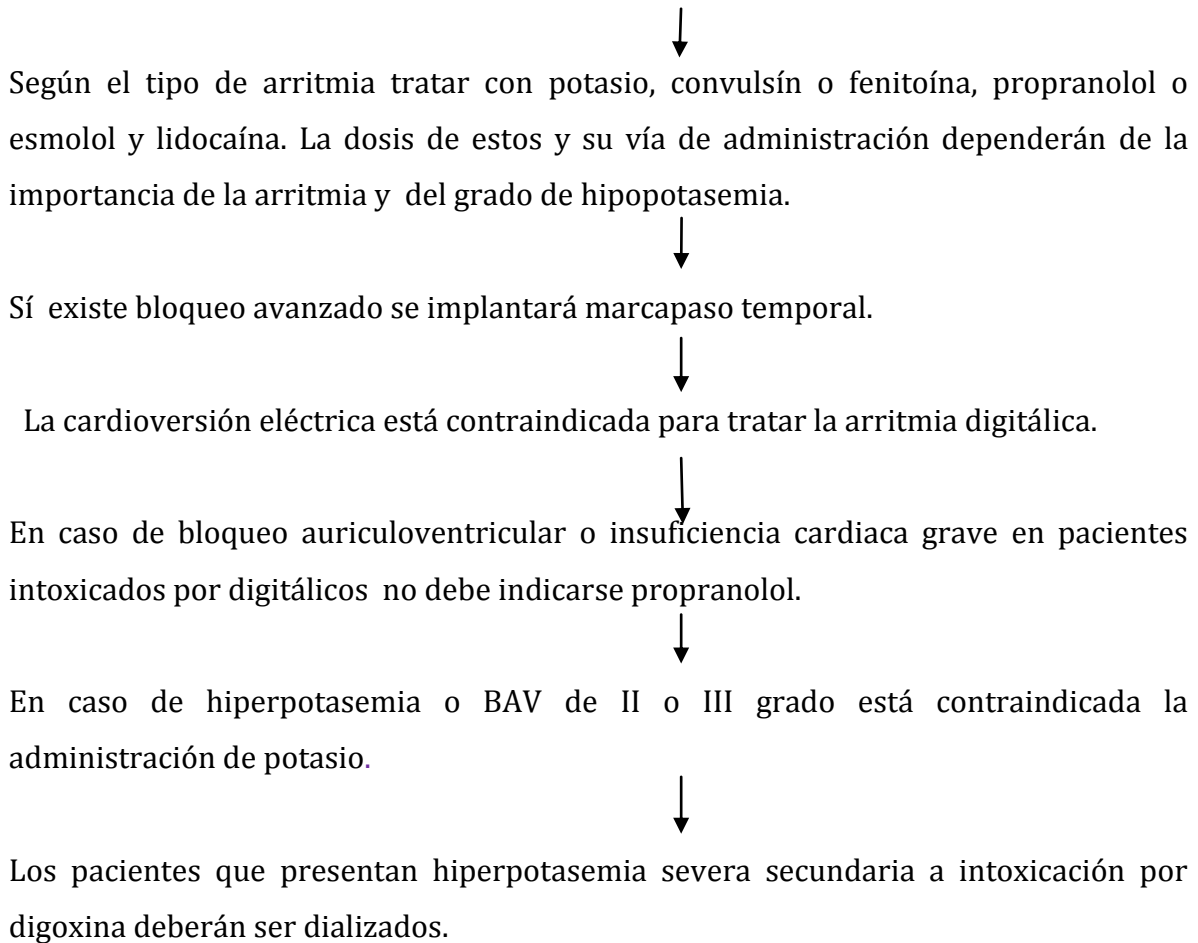 Según el tipo de arritmia tratar con potasio, convulsín o fenitoína, propranolol o
esmolol y lidocaína. La dosis de estos y su vía de administración dependerán de la
importancia de la arritmia y  del grado de hipopotasemia.
Sí  existe bloqueo avanzado se implantará marcapaso temporal.
La cardioversión eléctrica está contraindicada para tratar la arritmia digitálica.
En caso de bloqueo auriculoventricular o insuficiencia cardiaca grave en pacientes
intoxicados por digitálicos  no debe indicarse propranolol.
En caso de hiperpotasemia o BAV de II o III grado está contraindicada la
administración de potasio.
Los pacientes que presentan hiperpotasemia severa secundaria a intoxicación por
digoxina deberán ser dializados.